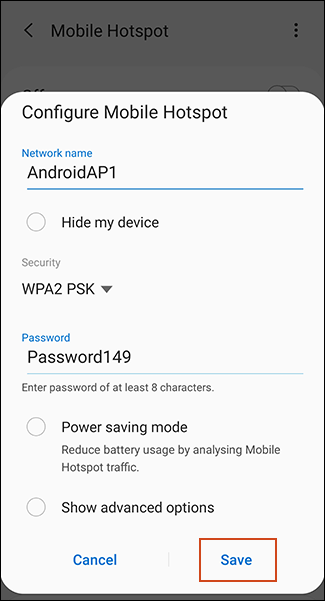 Mobile Hotspot
Off
Configure Mobile Hotspot
Network name
AndroidAP1
Hide my device
Security
WPA2 PSK
Password
Password149
Enter password of at least 8 characters.
Power saving mode
Reduce battery usage by analysing Mobile
Hotspot traffic.
Show advanced options
Cancel
Save